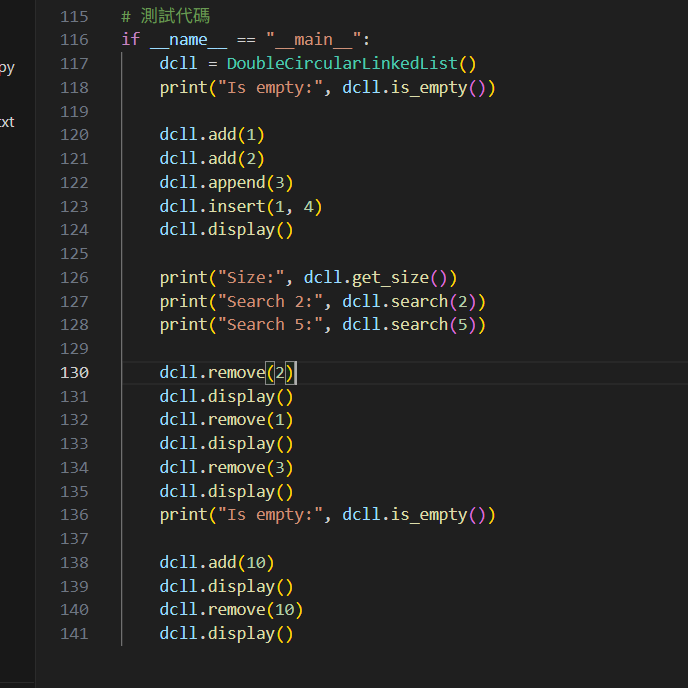 115 # 測試代碼
116 if __name__ == "__main__":
py
117 dcll = DoubleCircularLinkedList()
118 print("Is empty:", dcll.is_empty())
119
txt
120 dcll.add(1)
121 dcll.add(2)
122 dcll.append(3)
123 dcll.insert(1, 4)
124 dcll.display()
125
126 print("Size:", dcll.get_size())
127 print("Search 2:", dcll.search(2))
128 print("Search 5:", dcll.search(5))
129
130 dcll.remove(2)
131 dcll.display()
132 dcll.remove(1)
133 dcll.display()
134 dcll.remove(3)
135 dcll.display()
136 print("Is empty:", dcll.is_empty())
137
138 dcll.add(10)
139 dcll.display()
140 dcll.remove(10)
141 dcll.display()